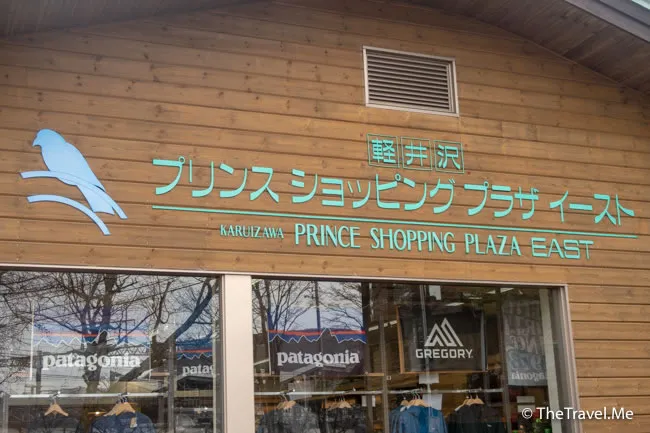 軽井沢
プリンス ショッピング プラザ イースト
KARUIZAWA PRINCE SHOPPING PLAZA EAST
patagonia
patagonia
GREGORY
© TheTravel.Me